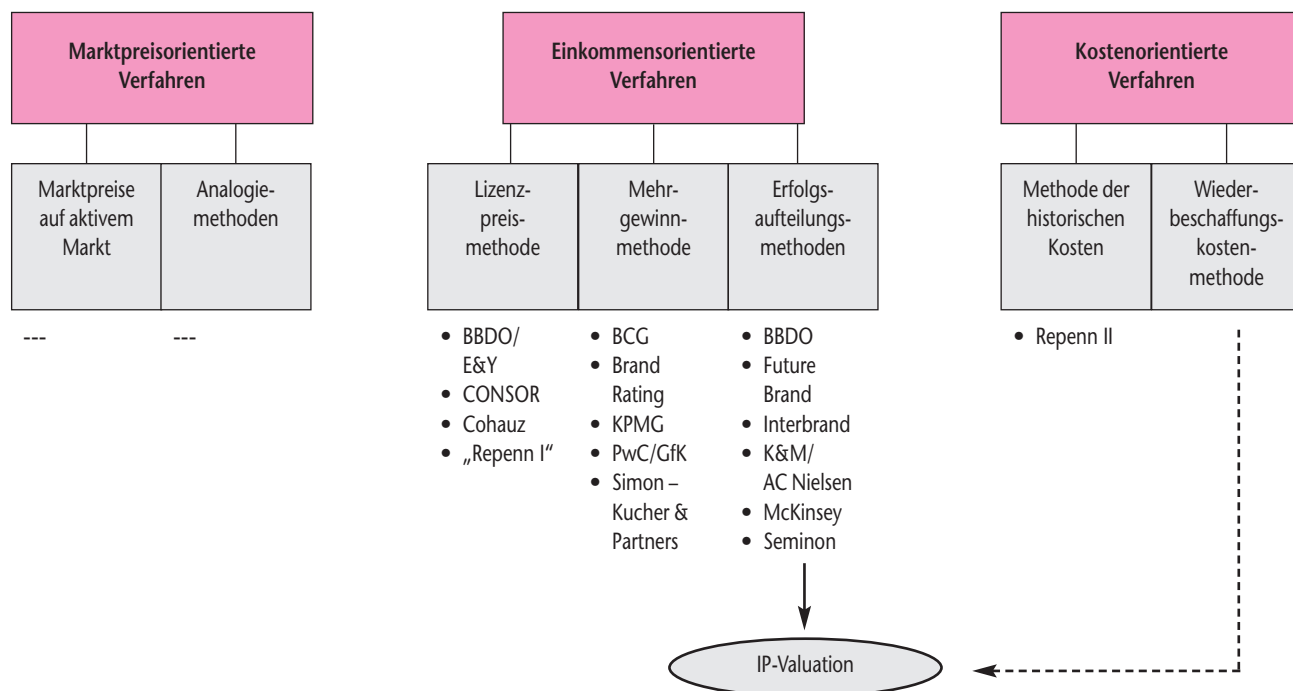 Marktpreisorientierte
Verfahren
Einkommensorientierte
Verfahren
Kostenorientierte
Verfahren
Marktpreise
auf aktivem
Markt
Analogie-
methoden
Lizenz-
preis-
methode
Mehr-
gewinn-
methode
Erfolgs-
aufteilungs-
methoden
Methode der
historischen
Kosten
Wieder-
beschaffungs-
kosten-
methode
---
---
• BBDO/
E&Y
• CONSOR
• Cohauz
• „Repenn I“
• BCG
• Brand
Rating
• KPMG
• PwC/GfK
• Simon –
Kucher &
Partners
• BBDO
• Future
Brand
• Interbrand
• K&M/
AC Nielsen
• McKinsey
• Seminon
• Repenn II
IP-Valuation